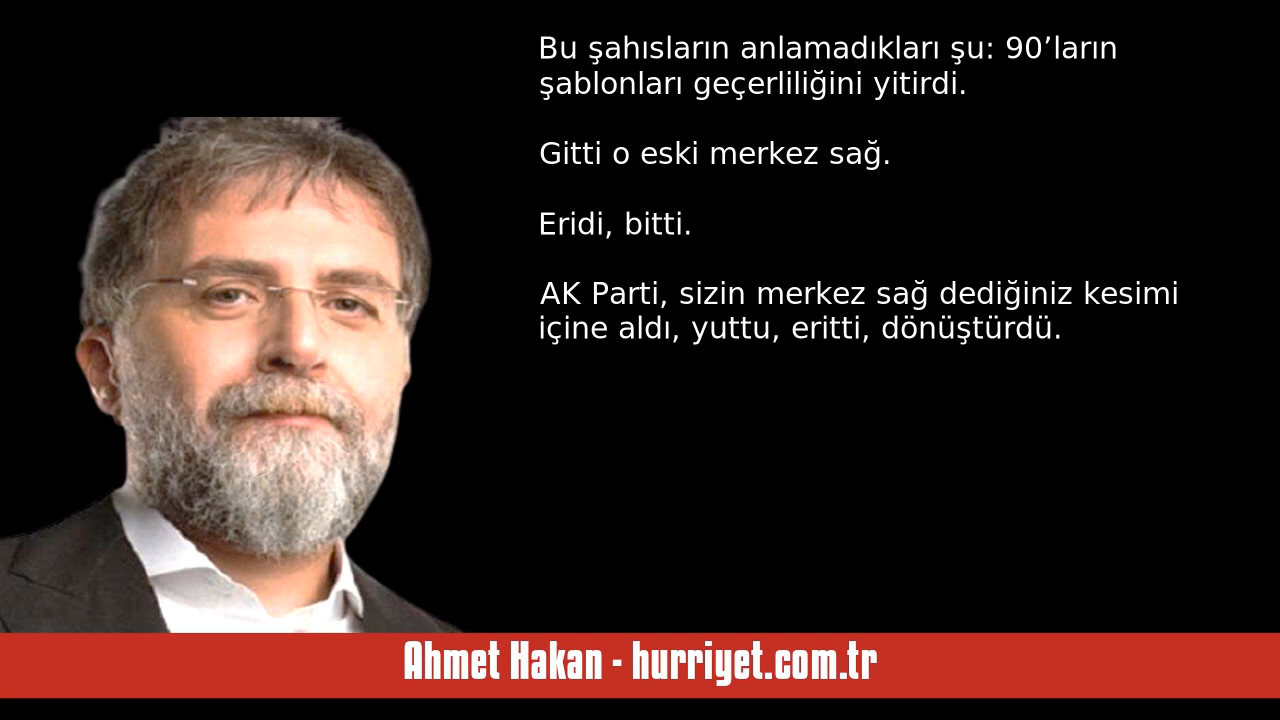 Bu şahısların anlamadıkları şu: 90’ların
şablonları geçerliliğini yitirdi.
Gitti o eski merkez sağ.
Eridi, bitti.
AK Parti, sizin merkez sağ dediğiniz kesimi
içine aldı, yuttu, eritti, dönüştürdü.
Ahmet Hakan - hurriyet.com.tr